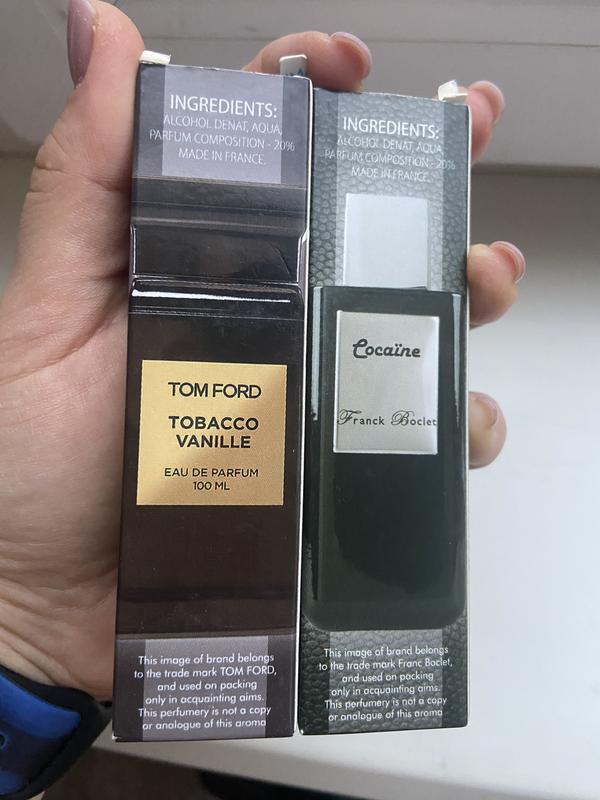 INGREDIENTS:
ALCOHOL DENAT, AQUA,
PARFUM COMPOSITION - 20%
MADE IN FRANCE.
TOM FORD
TOBACCO
VANILLE
EAU DE PARFUM
100 ML
This image of brand belongs
to the trade mark TOM FORD,
and used on packing
only in acquainting aims.
This perfumery is not a copy
or analogue of this aroma
INGREDIENTS:
ALCOHOL DENAT, AQUA,
PARFUM COMPOSITION - 20%
MADE IN FRANCE.
Cocaïne
Franck Boclet
This image of brand belongs
to the trade mark Franc Boclet,
and used on packing
only in acquainting aims.
This perfumery is not a copy
or analogue of this aroma